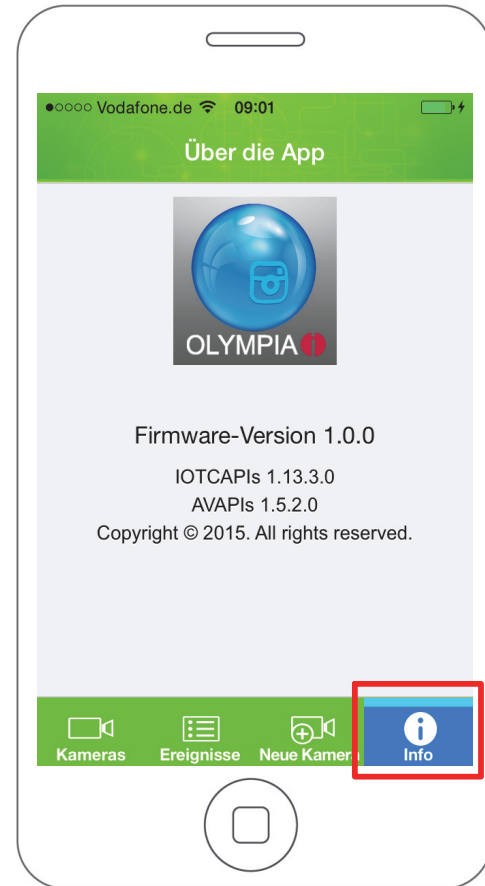 Vodafone.de 09:01
Über die App
OLYMPIA
Firmware-Version 1.0.0
IOTCAPIs 1.13.3.0
AVAPIs 1.5.2.0
Copyright © 2015. All rights reserved.
Kameras Ereignisse Neue Kamera Info